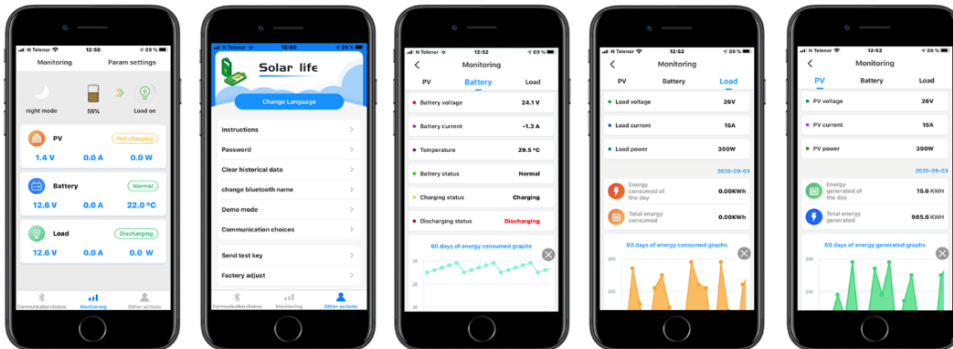 N Telenor 12:50 89 %
Monitoring Param settings
night mode 55% Load on
PV Not charging
1.4 V 0.0 A 0.0 W
Battery Normal
12.6 V 0.0 A 22.0 ºC
Load Discharging
12.6 V 0.0 A 0.0 W
Communication choices Monitoring Other actions
N Telenor 12:50 89 %
Solar life
Change Language
Instructions
Password
Clear historical data
change bluetooth name
Demo mode
Communication choices
Send test key
Factory adjust
Communication choices Monitoring Other actions
N Telenor 12:52 89 %
Monitoring
PV Battery Load
Battery voltage 24.1 V
Battery current -1.3 A
Temperature 29.5 ºC
Battery status Normal
Charging status Charging
Discharging status Discharging
60 days of energy consumed graphs
30
N Telenor 12:52 89 %
Monitoring
PV Battery Load
Load voltage 26V
Load current 15A
Load power 390W
2020-09-03
Energy
consumed of
the day
0.00KWh
Total energy
consumed
0.00KWh
60 days of energy consumed graphs
300
200
N Telenor 12:53 89 %
Monitoring
PV Battery Load
PV voltage 26V
PV current 15A
PV power 390W
2020-09-03
Energy
generated of
the day
15.6 KWH
Total energy
generated
985.6 KWH
60 days of energy generated graphs
300
200